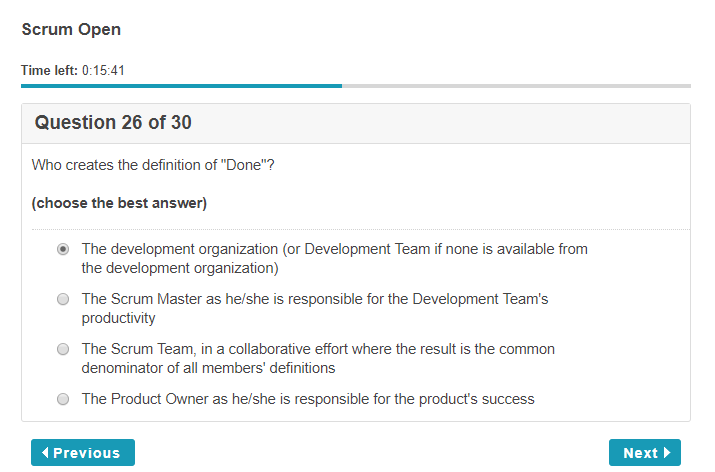 Scrum Open
Time left: 0:15:41
Question 26 of 30
Who creates the definition of "Done"?
(choose the best answer)
The development organization (or Development Team if none is available from
the development organization)
The Scrum Master as he/she is responsible for the Development Team's
productivity
The Scrum Team, in a collaborative effort where the result is the common
denominator of all members' definitions
The Product Owner as he/she is responsible for the product's success
Previous
Next